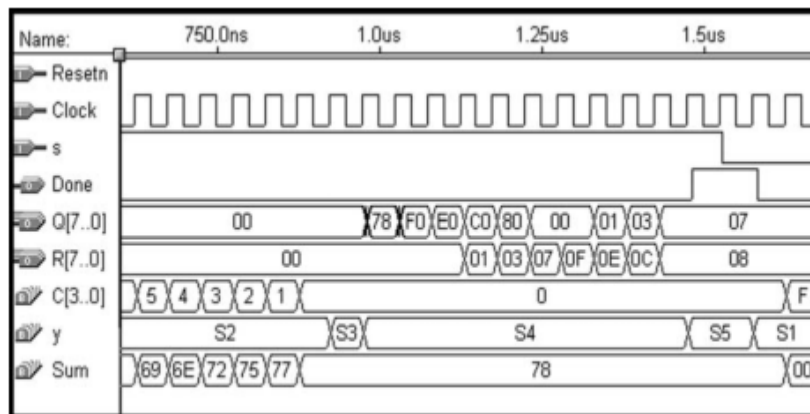 Name: 750.0ns 1.0us 1.25us 1.5us
Resetn
Clock
s
Done
Q[7..0] 00 78 F0 E0 C0 80 00 01 03 07
R[7..0] 00 01 03 07 0F 0E 0C 08
C[3..0] 5 4 3 2 1 0 F
y S2 S3 S4 S5 S1
Sum 69 6E 72 75 77 78 00